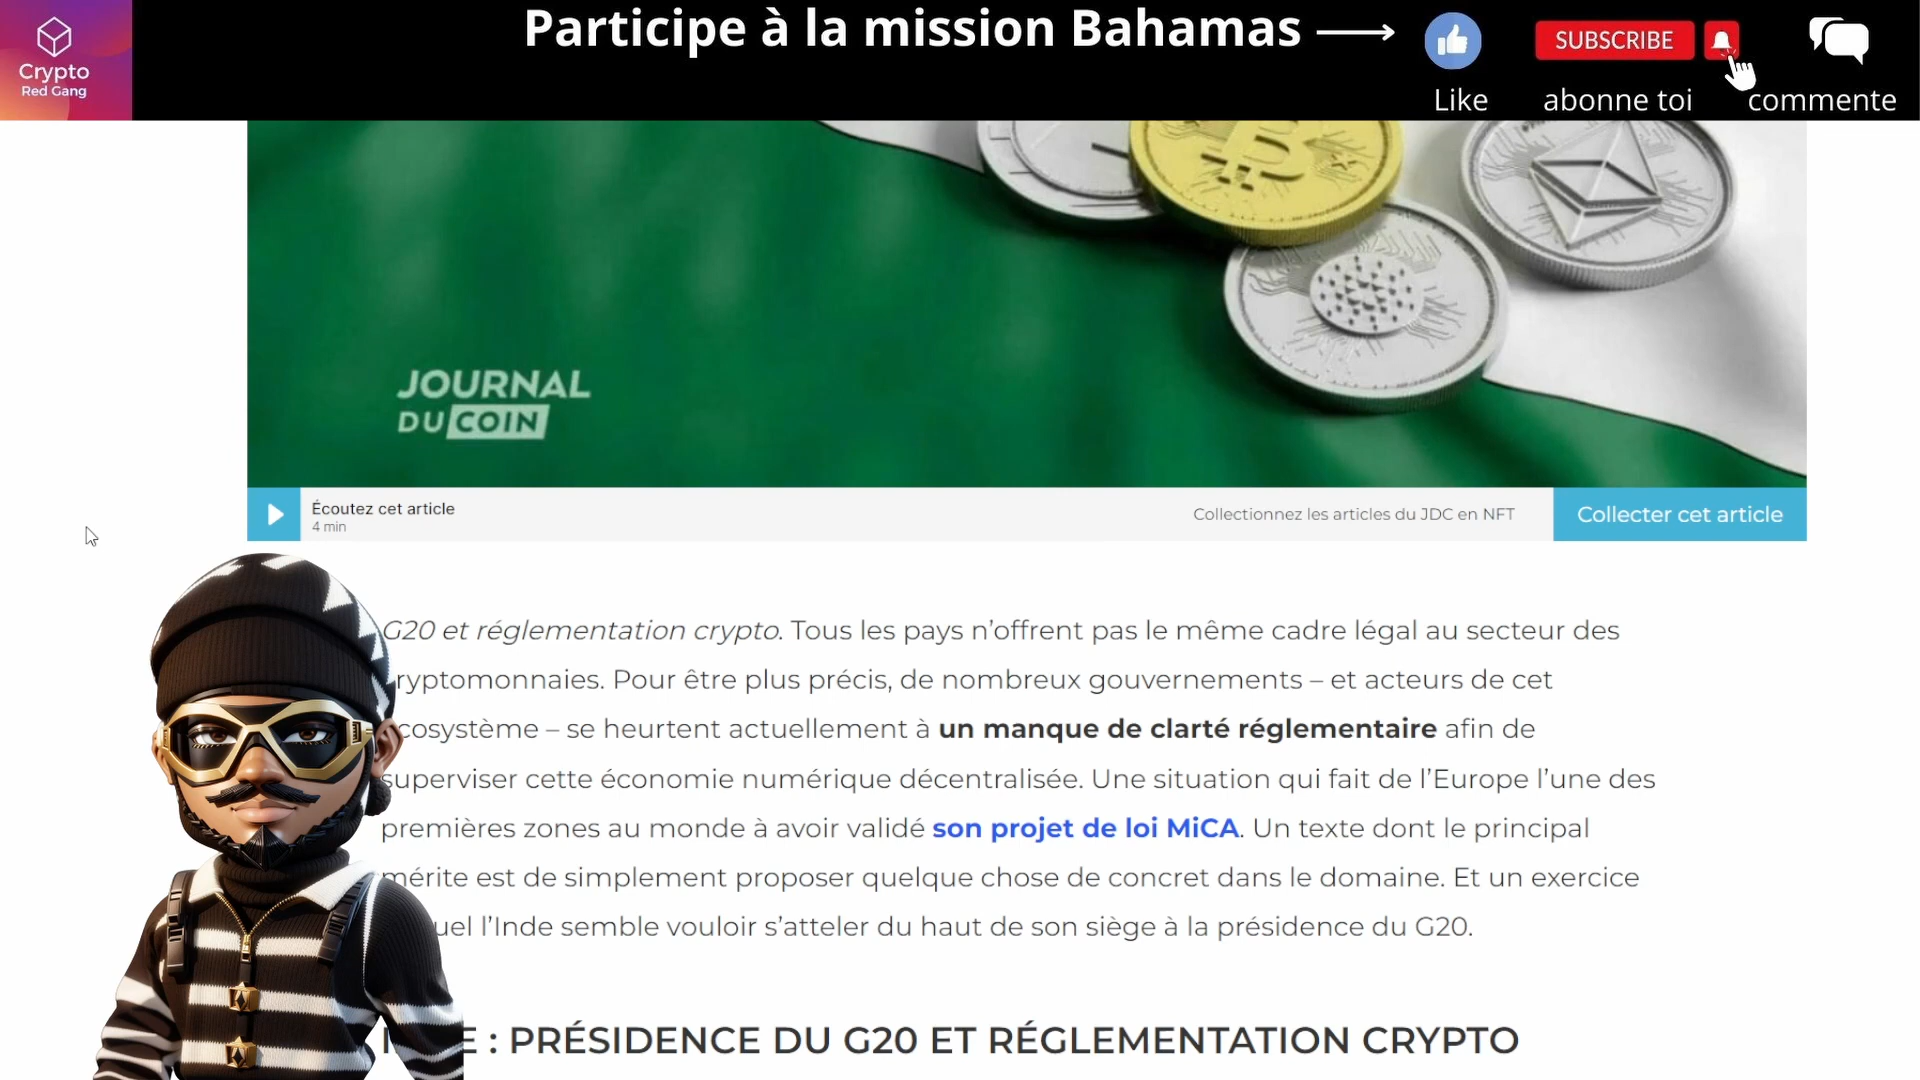 Participe à la mission Bahamas
Crypto
Red Gang
SUBSCRIBE
Like
abonne toi
commente
JOURNAL
DU COIN
Écoutez cet article
4 min
Collectionnez les articles du JDC en NFT
Collecter cet article
G20 et réglementation crypto. Tous les pays n’offrent pas le même cadre légal au secteur des
ryptomonnaies. Pour être plus précis, de nombreux gouvernements – et acteurs de cet
cosystème – se heurtent actuellement à un manque de clarté réglementaire afin de
superviser cette économie numérique décentralisée. Une situation qui fait de l’Europe l’une des
premières zones au monde à avoir validé son projet de loi MiCA. Un texte dont le principal
mérite est de simplement proposer quelque chose de concret dans le domaine. Et un exercice
uel l’Inde semble vouloir s’atteler du haut de son siège à la présidence du G20.
E : PRÉSIDENCE DU G20 ET RÉGLEMENTATION CRYPTO